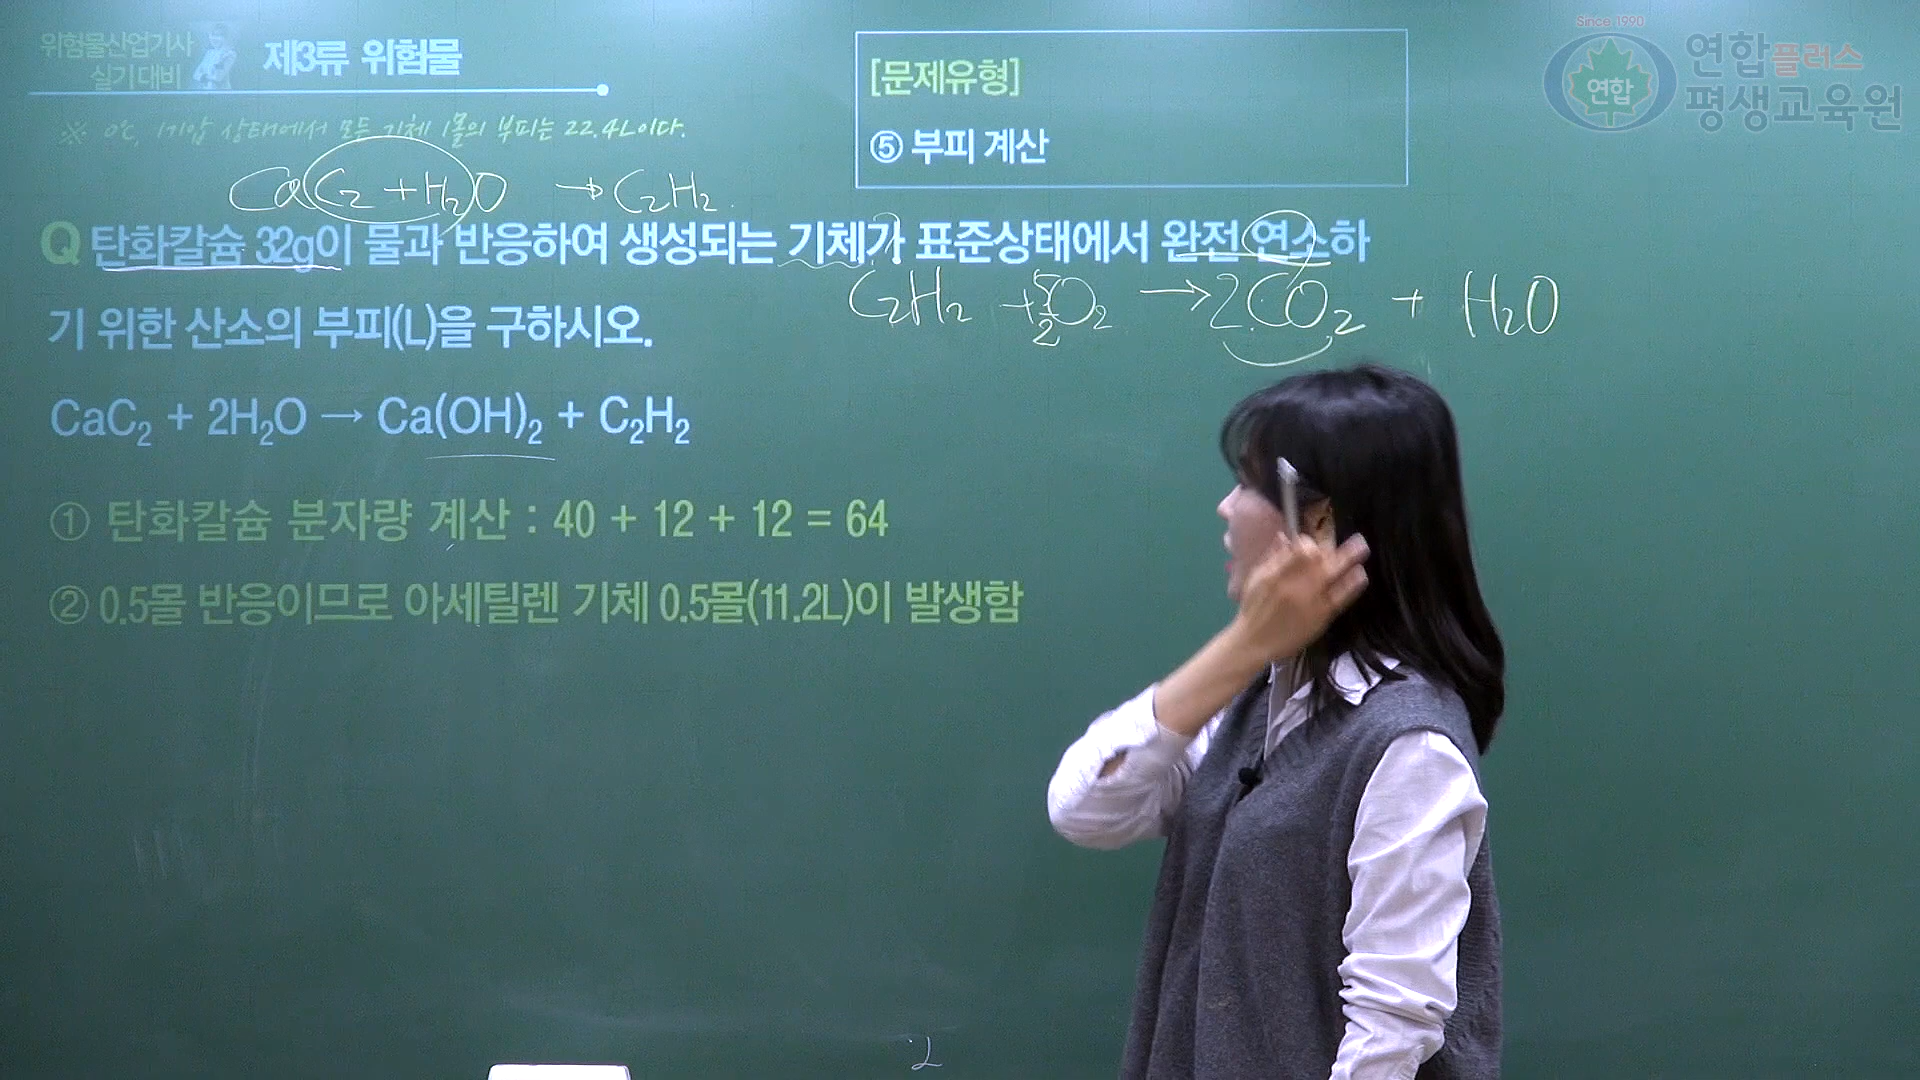 위험물산업기사
실기 대비
제3류 위험물
[문제유형]
⑤ 부피 계산
Since 1990
연합
연합플러스
평생교육원
※ 0℃, 1기압 상태에서 모든 기체 1몰의 부피는 22.4L이다.
CaC₂ + H₂O → C₂H₂
Q 탄화칼슘 32g이 물과 반응하여 생성되는 기체가 표준상태에서 완전 연소하
기 위한 산소의 부피(L)을 구하시오.
C₂H₂ + 5/2 O₂ → 2CO₂ + H₂O
CaC₂ + 2H₂O → Ca(OH)₂ + C₂H₂
① 탄화칼슘 분자량 계산 : 40 + 12 + 12 = 64
② 0.5몰 반응이므로 아세틸렌 기체 0.5몰(11.2L)이 발생함